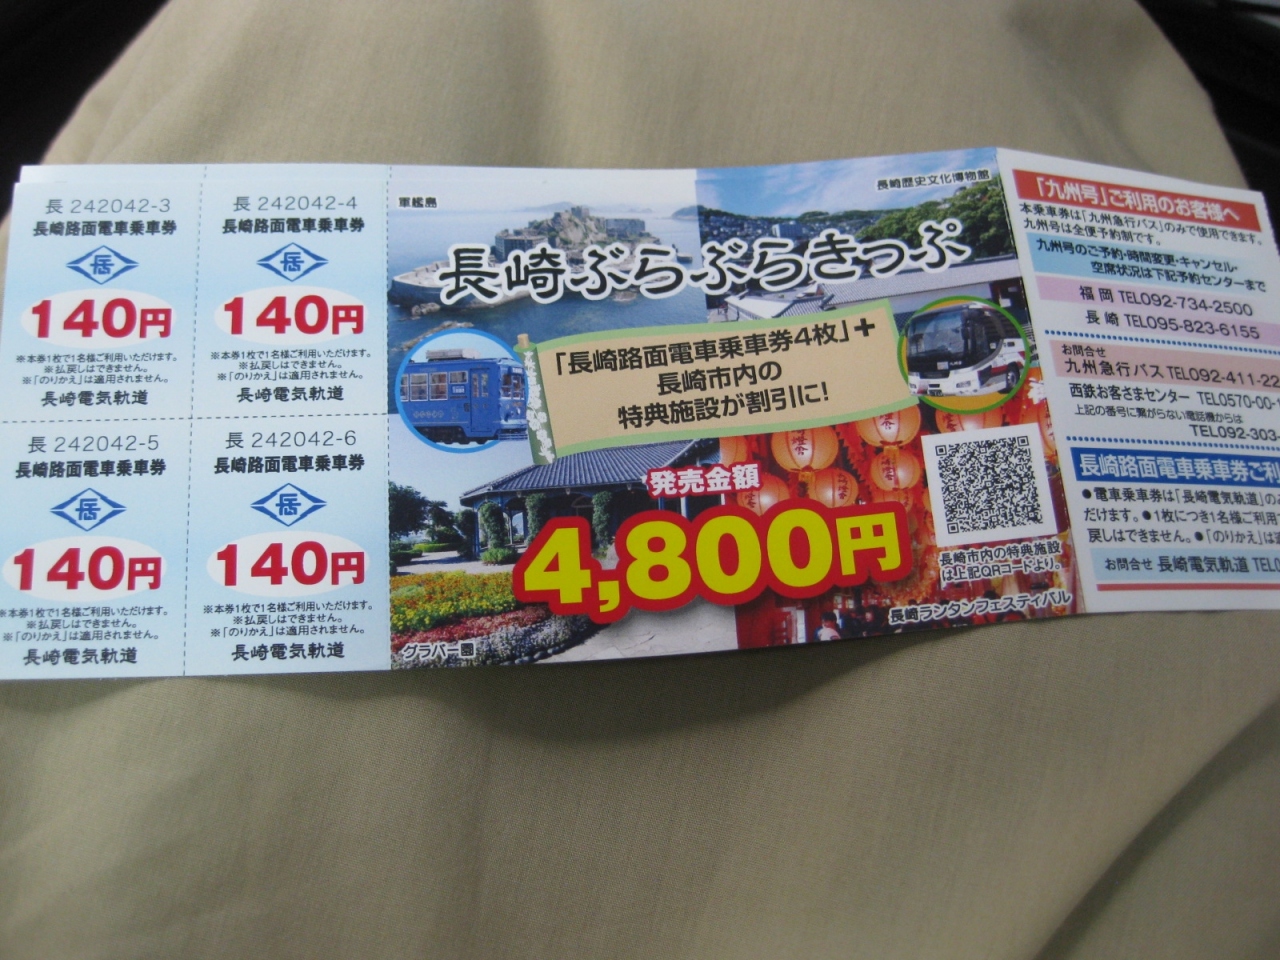 長 242042-3
長崎路面電車乗車券
岳
140円
※本券1枚で1名様ご利用いただけます。
※払戻しはできません。
※「のりかえ」は適用されません。
長崎電気軌道
長 242042-4
長崎路面電車乗車券
岳
140円
※本券1枚で1名様ご利用いただけます。
※払戻しはできません。
※「のりかえ」は適用されません。
長崎電気軌道
長 242042-5
長崎路面電車乗車券
岳
140円
※本券1枚で1名様ご利用いただけます。
※払戻しはできません。
※「のりかえ」は適用されません。
長崎電気軌道
長 242042-6
長崎路面電車乗車券
岳
140円
※本券1枚で1名様ご利用いただけます。
※払戻しはできません。
※「のりかえ」は適用されません。
長崎電気軌道
軍艦島
長崎歴史文化博物館
長崎ぶらぶらきっぷ
「長崎路面電車乗車券4枚」+
長崎市内の
特典施設が割引に!
発売金額
4,800円
長崎市内の特典施設
は上記QRコードより。
グラバー園
長崎ランタンフェスティバル
「九州号」ご利用のお客様へ
本乗車券は「九州急行バス」のみで使用できます。
九州号は全便予約制です。
九州号のご予約・時間変更・キャンセル・
空席状況は下記予約センターまで
福岡 TEL092-734-2500
長崎 TEL095-823-6155
お問合せ
九州急行バス TEL092-411-22
西鉄お客さまセンター TEL0570-00-1
上記の番号に繋がらない電話機からは
TEL092-303-
長崎路面電車乗車券ご利
●電車乗車券は「長崎電気軌道」の
だけます。●1枚につき1名様ご利用
戻しはできません。●「のりかえ」は
お問合せ 長崎電気軌道 TEL0